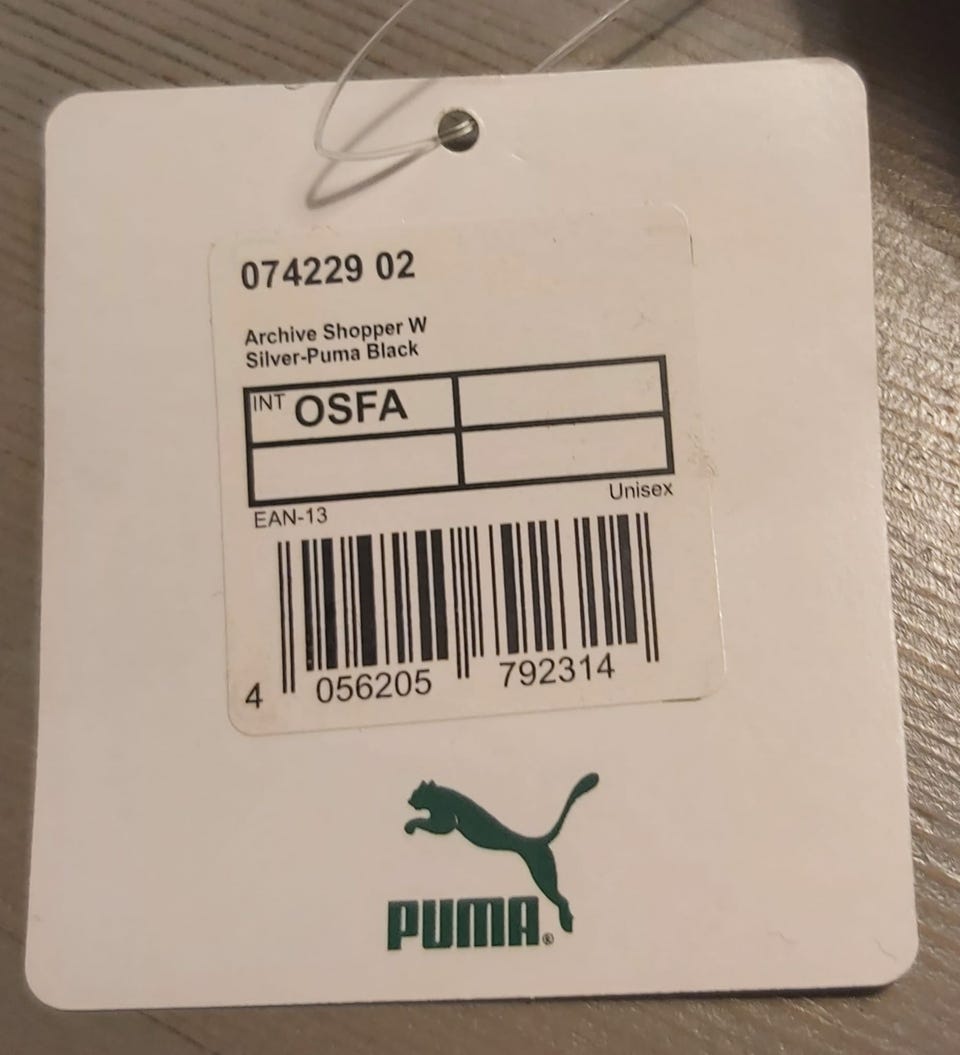 074229 02
Archive Shopper W
Silver-Puma Black
INT OSFA
Unisex
EAN-13
4 056205 792314
PUMA®